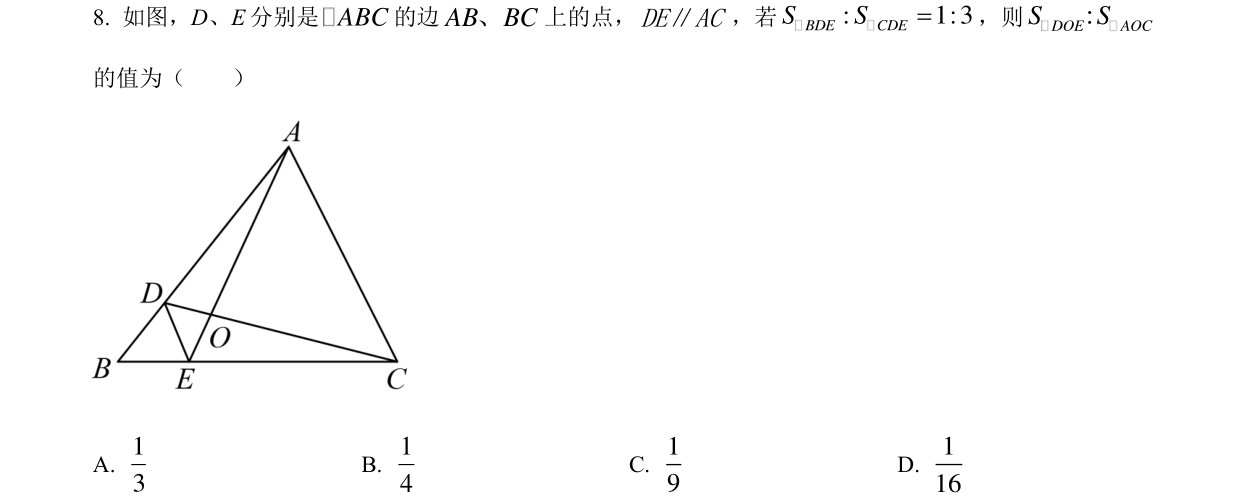 8. 如图，D、E 分别是□ABC 的边 AB、BC 上的点，DE∥AC，若 S□BDE : S□CDE =1:3，则 S□DOE : S□AOC
的值为（　　）
A
D
O
B
E
C
A. 1/3 B. 1/4 C. 1/9 D. 1/16